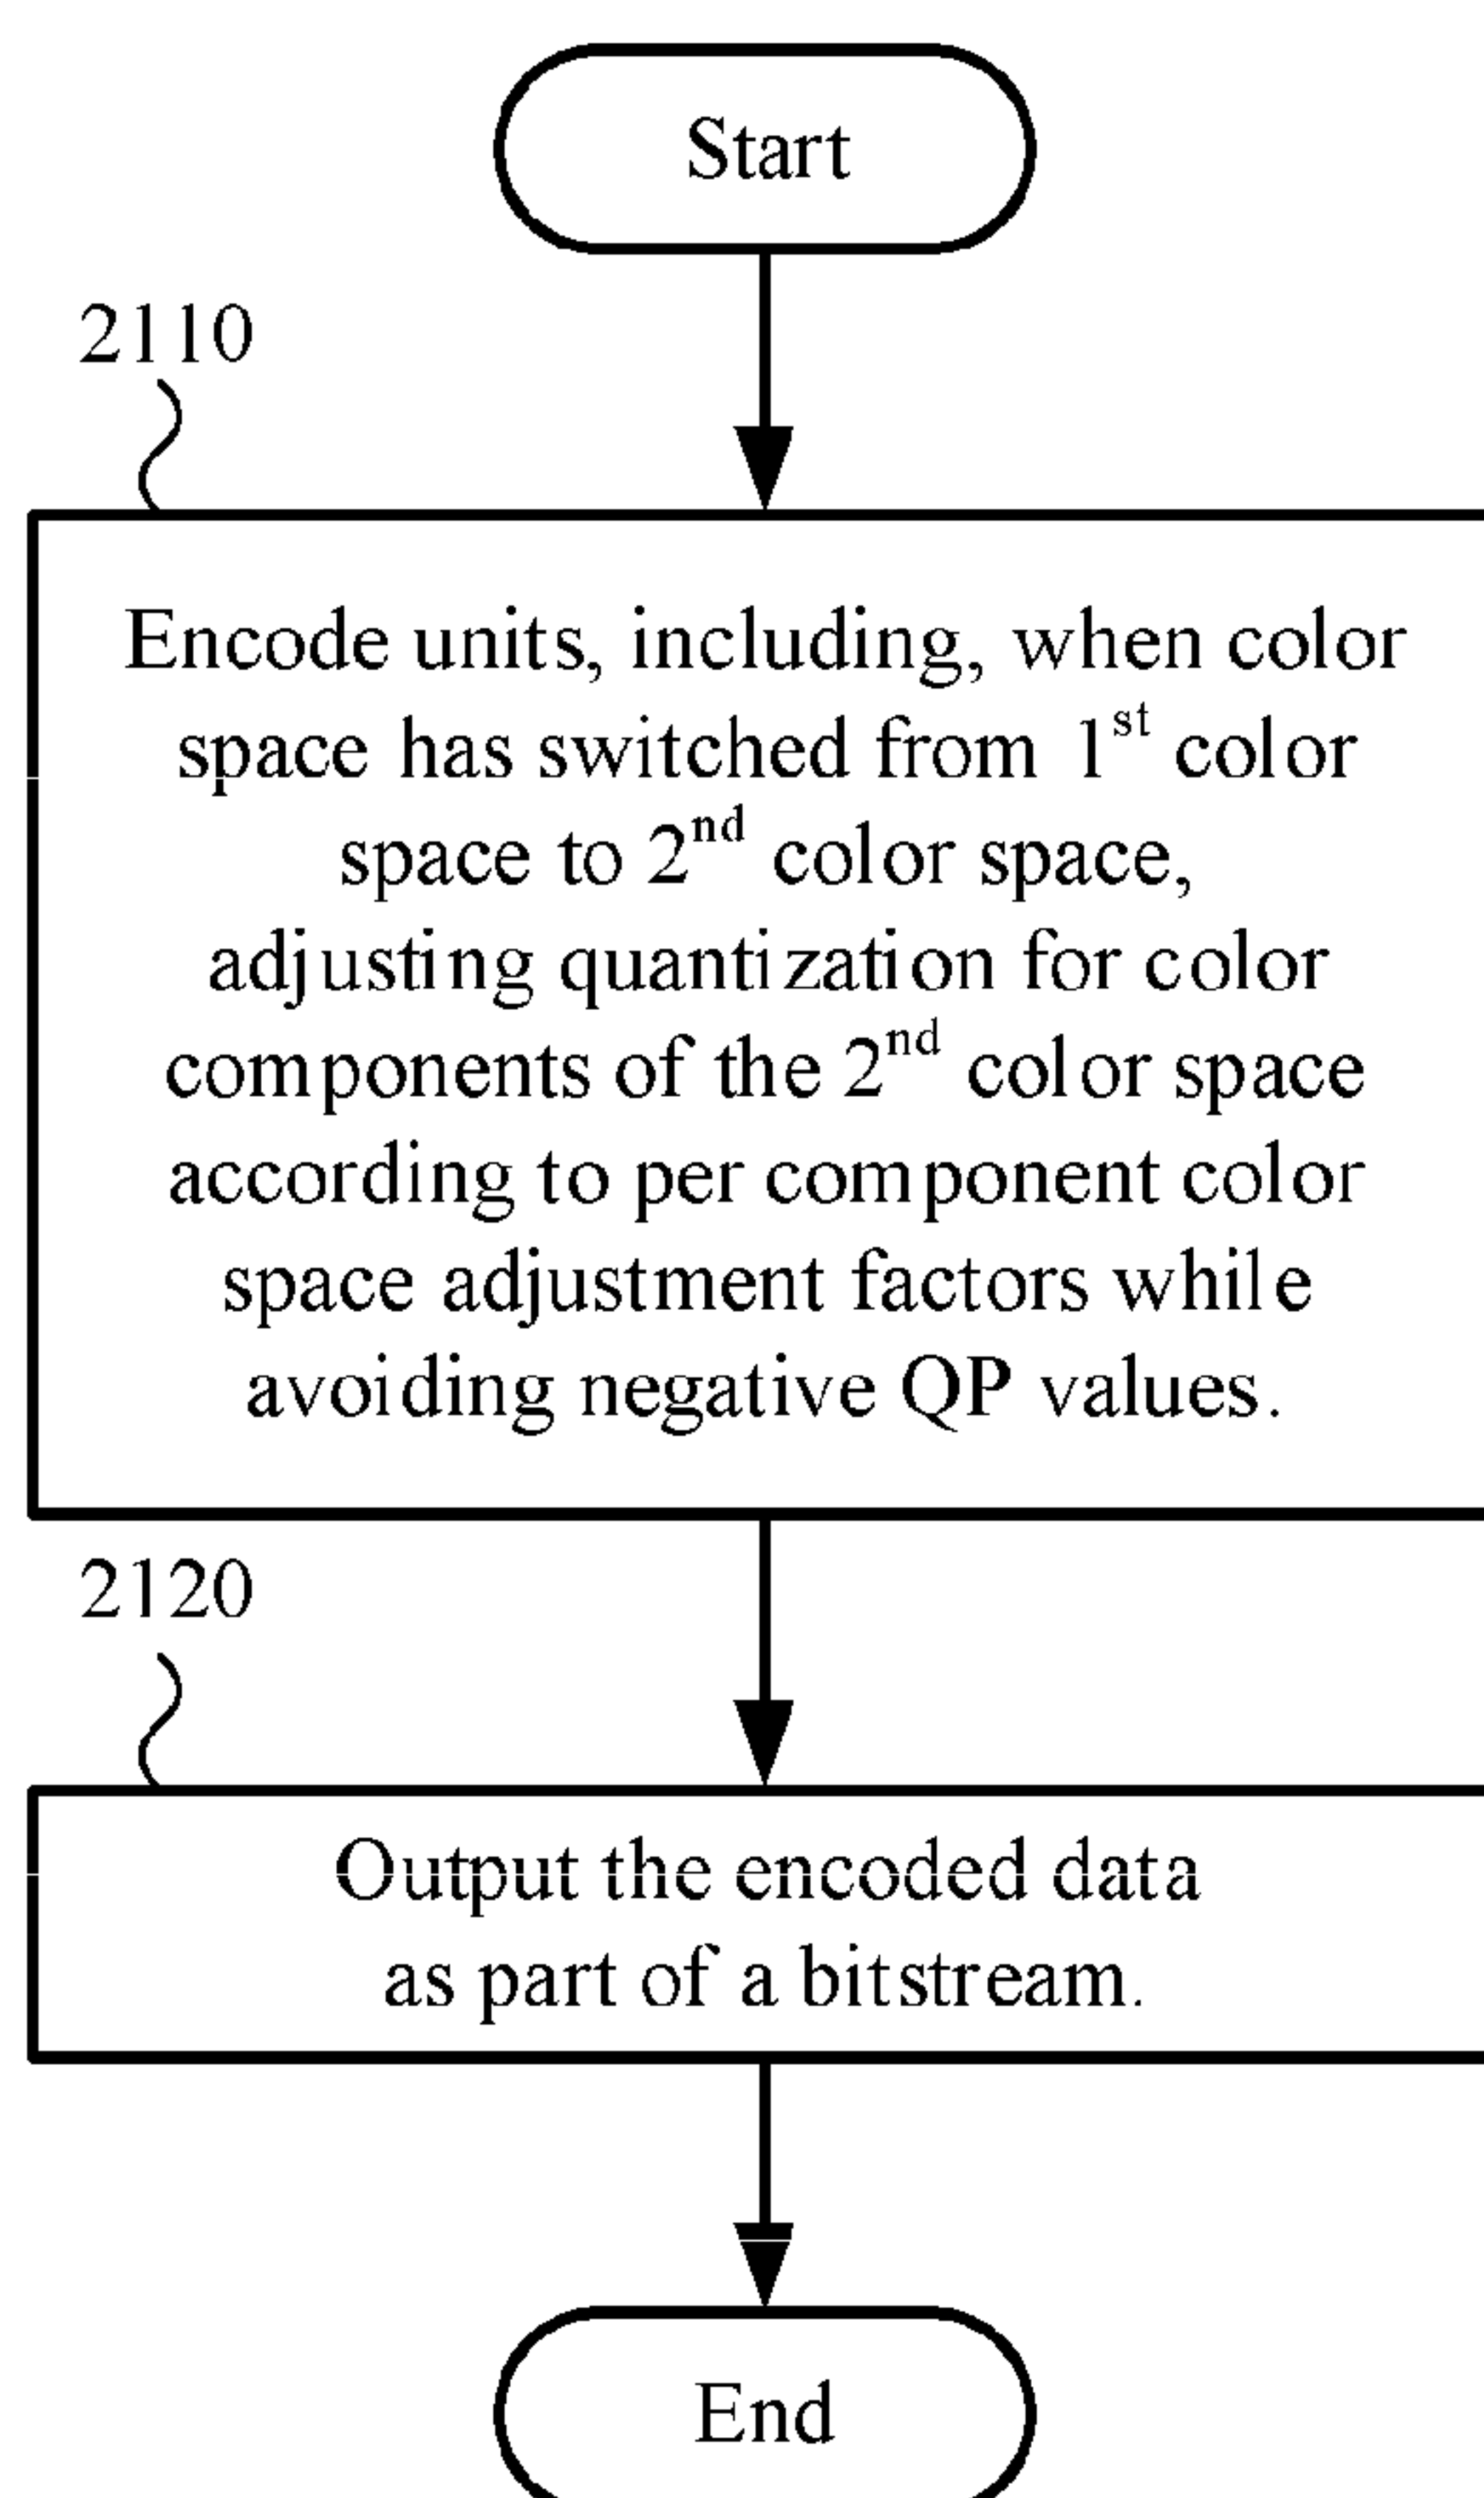 Start
2110
Encode units, including, when color
space has switched from 1st color
space to 2nd color space,
adjusting quantization for color
components of the 2nd color space
according to per component color
space adjustment factors while
avoiding negative QP values.
2120
Output the encoded data
as part of a bitstream.
End